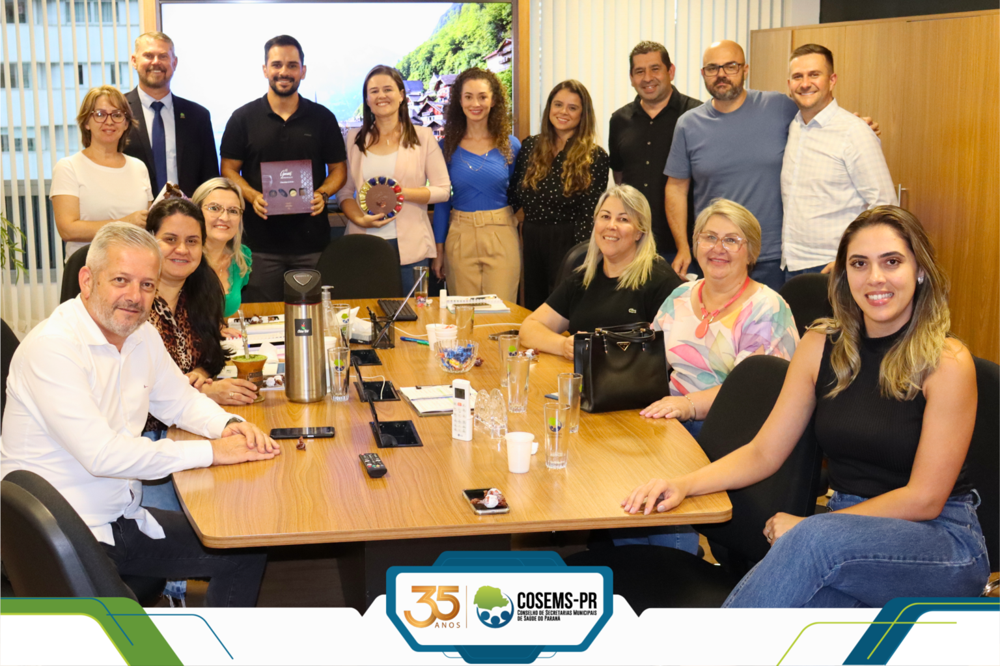 35
ANOS
COSEMS-PR
CONSELHO DE SECRETARIAS MUNICIPAIS
DE SAÚDE DO PARANÁ